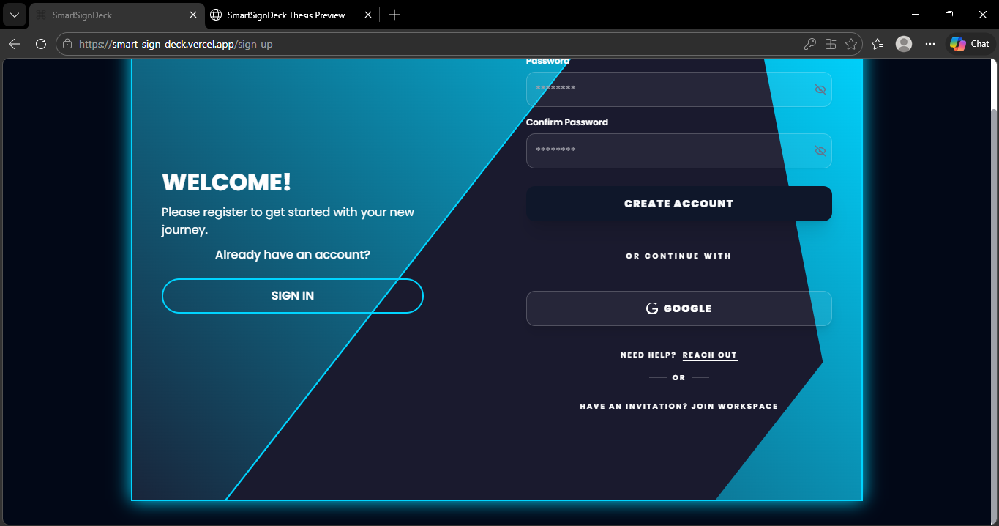 SmartSignDeck
SmartSignDeck Thesis Preview
https://smart-sign-deck.vercel.app/sign-up
Chat
Password
********
Confirm Password
********
WELCOME!
Please register to get started with your new
journey.
Already have an account?
SIGN IN
CREATE ACCOUNT
OR CONTINUE WITH
GOOGLE
NEED HELP? REACH OUT
OR
HAVE AN INVITATION? JOIN WORKSPACE